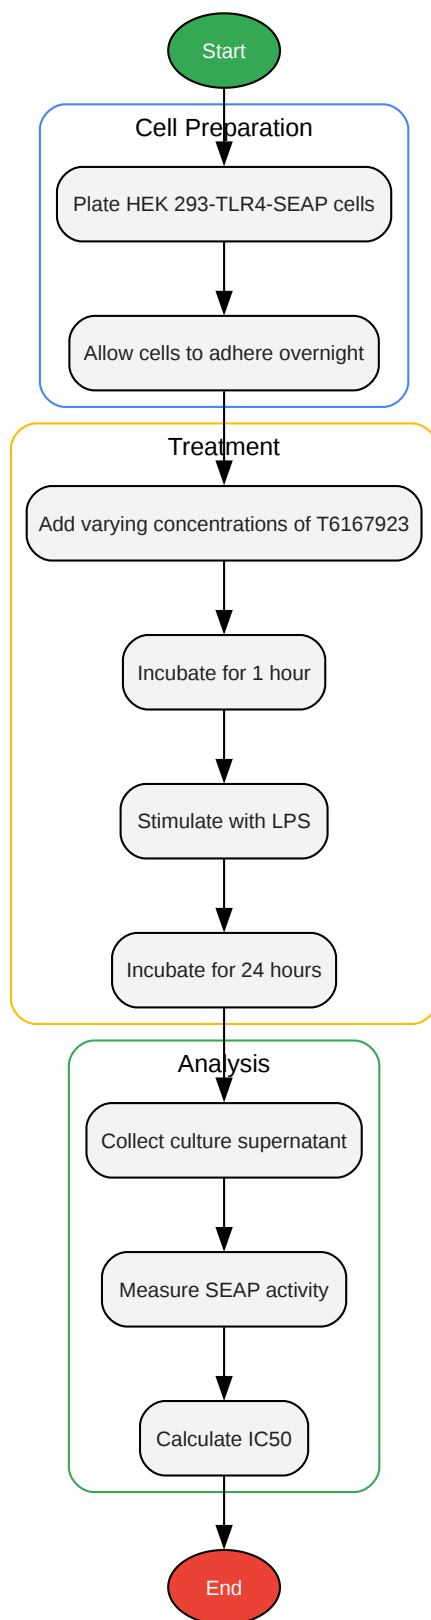 Start
Cell Preparation
Plate HEK 293-TLR4-SEAP cells
Allow cells to adhere overnight
Treatment
Add varying concentrations of T6167923
Incubate for 1 hour
Stimulate with LPS
Incubate for 24 hours
Analysis
Collect culture supernatant
Measure SEAP activity
Calculate IC50
End